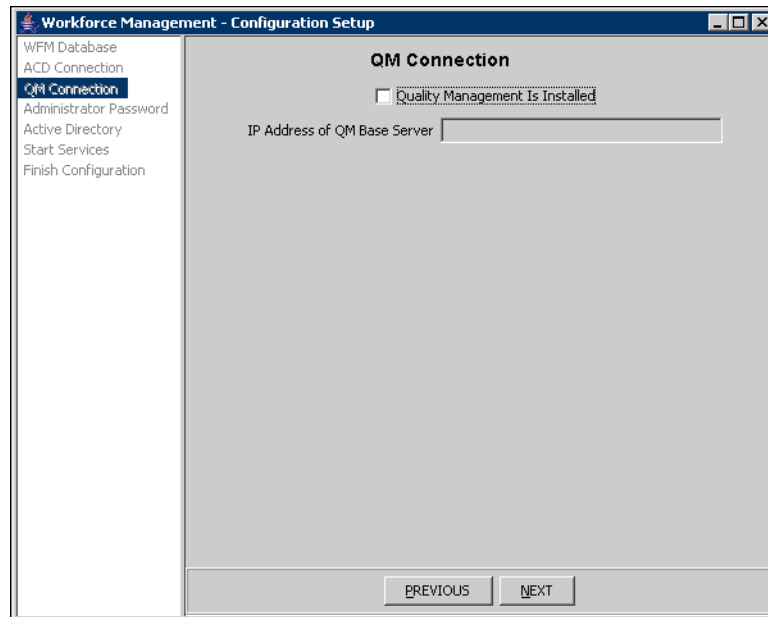 Workforce Management - Configuration Setup
WFM Database
ACD Connection
QM Connection
Administrator Password
Active Directory
Start Services
Finish Configuration
QM Connection
Quality Management Is Installed
IP Address of QM Base Server
PREVIOUS
NEXT